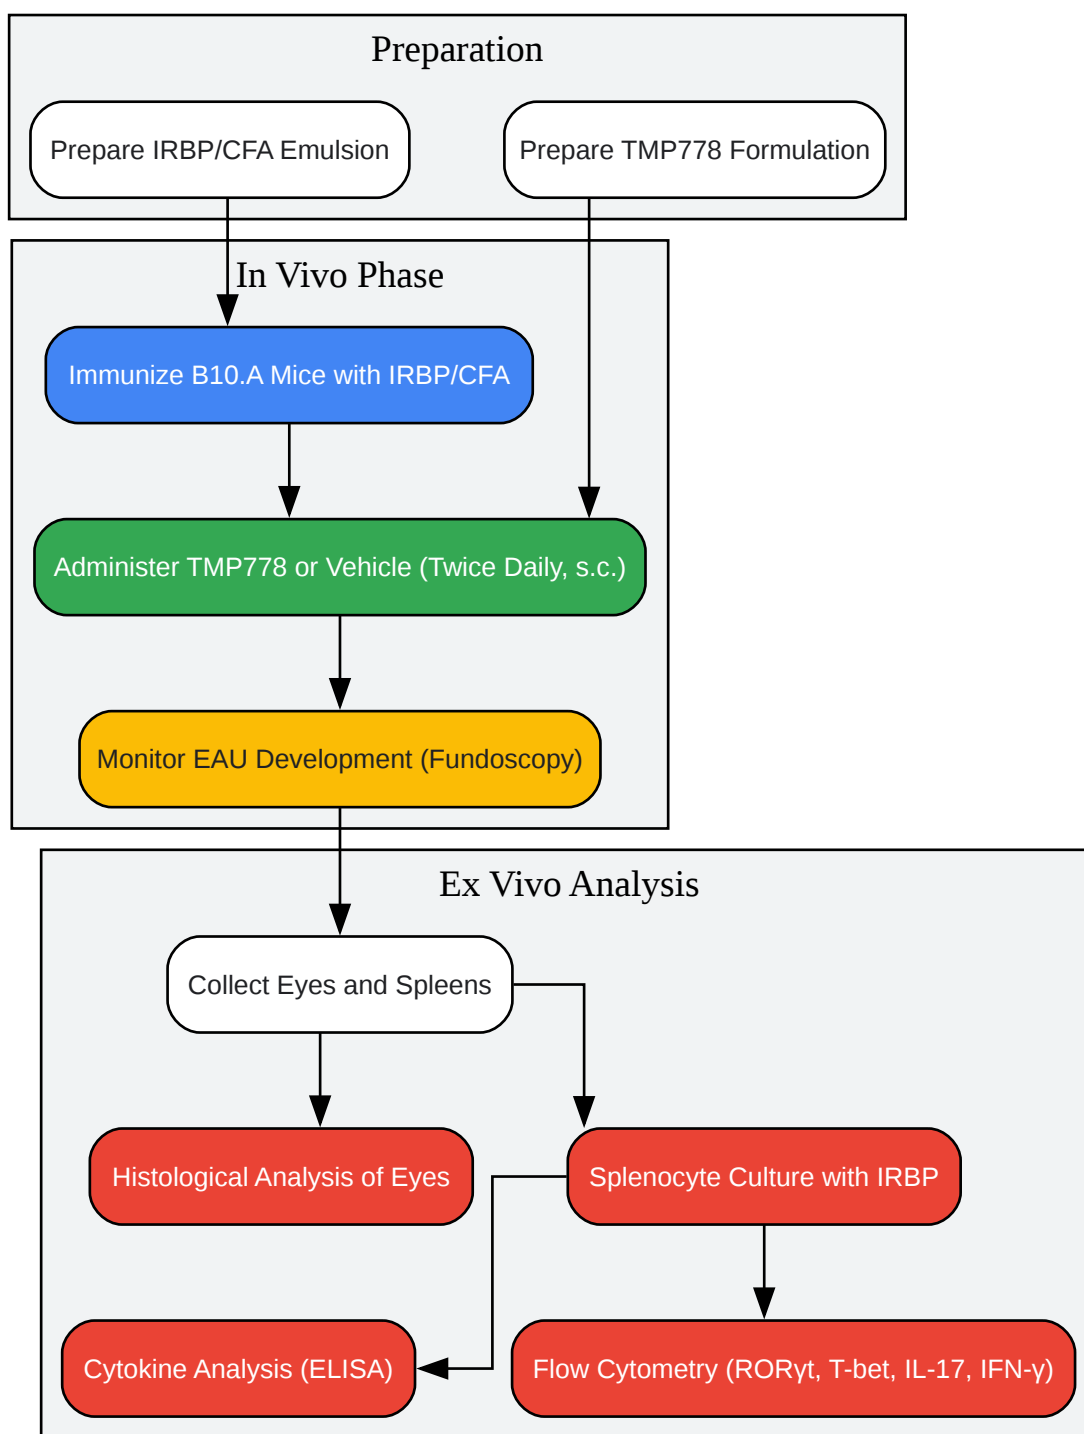 Preparation
Prepare IRBP/CFA Emulsion
Prepare TMP778 Formulation
In Vivo Phase
Immunize B10.A Mice with IRBP/CFA
Administer TMP778 or Vehicle (Twice Daily, s.c.)
Monitor EAU Development (Fundoscopy)
Ex Vivo Analysis
Collect Eyes and Spleens
Histological Analysis of Eyes
Splenocyte Culture with IRBP
Cytokine Analysis (ELISA)
Flow Cytometry (RORγt, T-bet, IL-17, IFN-γ)